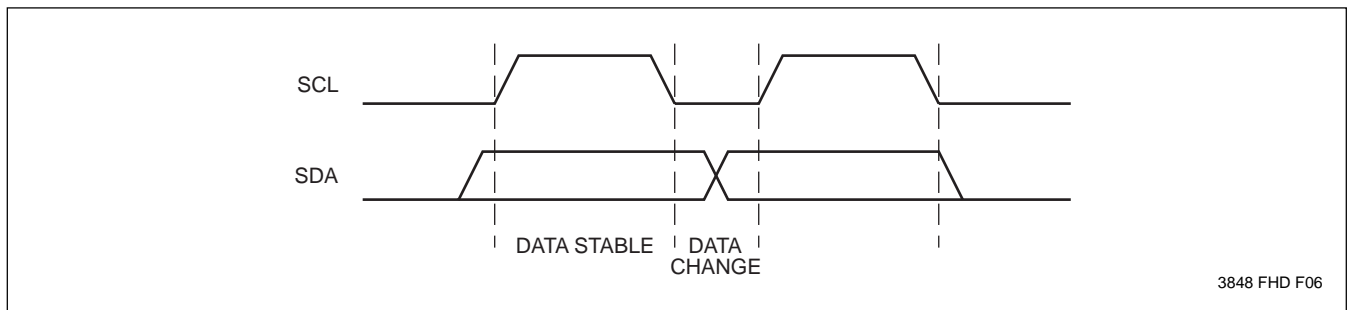 SCL
SDA
DATA STABLE
DATA
CHANGE
3848 FHD F06